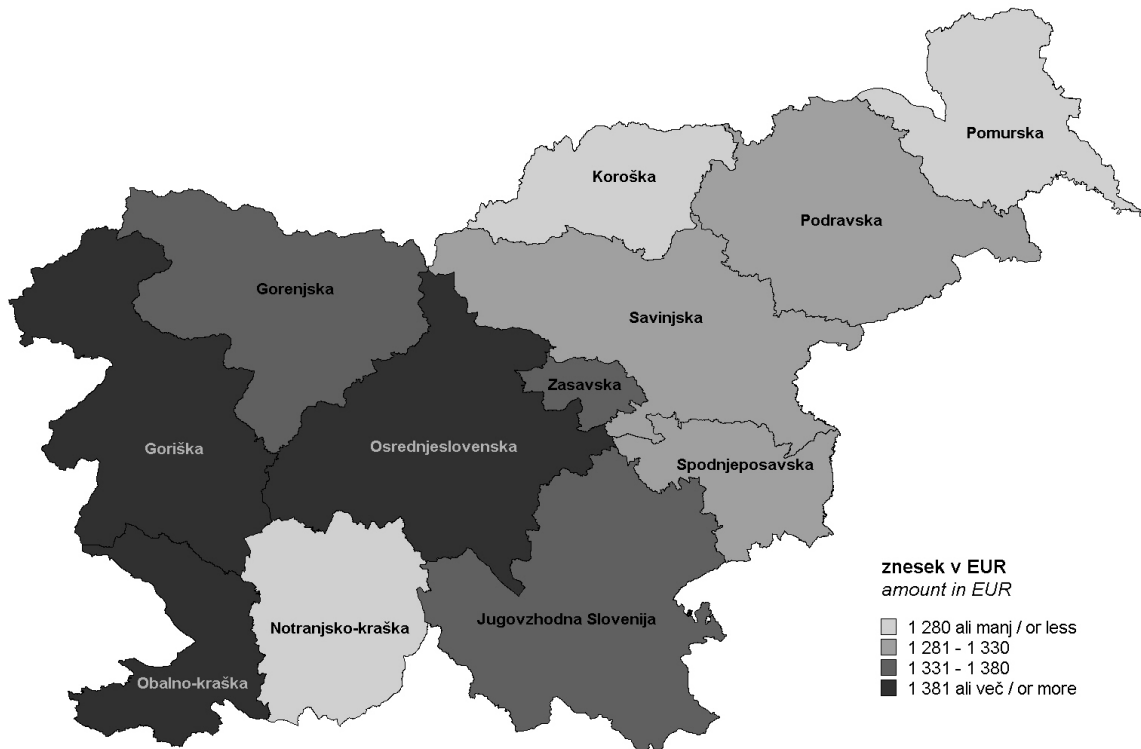 Pomurska
Koroška
Podravska
Gorenjska
Savinjska
Zasavska
Goriška
Osrednjeslovenska
Spodnjeposavska
Notranjsko-kraška
Jugovzhodna Slovenija
Obalno-kraška
znesek v EUR
amount in EUR
1 280 ali manj / or less
1 281 - 1 330
1 331 - 1 380
1 381 ali več / or more